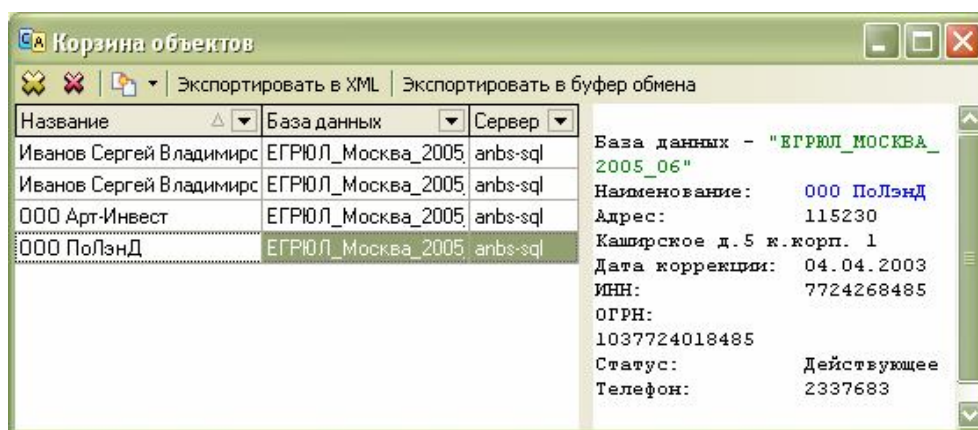 Корзина объектов
Экспортировать в XML Экспортировать в буфер обмена
Название База данных Сервер
Иванов Сергей Владимирс ЕГРЮЛ_Москва_2005 anbs-sql
Иванов Сергей Владимирс ЕГРЮЛ_Москва_2005 anbs-sql
ООО Арт-Инвест ЕГРЮЛ_Москва_2005 anbs-sql
ООО ПоЛэнД ЕГРЮЛ_Москва_2005 anbs-sql
База данных - "ЕГРЮЛ_МОСКВА_
2005_06"
Наименование: ООО ПоЛэнД
Адрес: 115230
Каширское д.5 к.корп. 1
Дата коррекции: 04.04.2003
ИНН: 7724268485
ОГРН:
1037724018485
Статус: Действующее
Телефон: 2337683